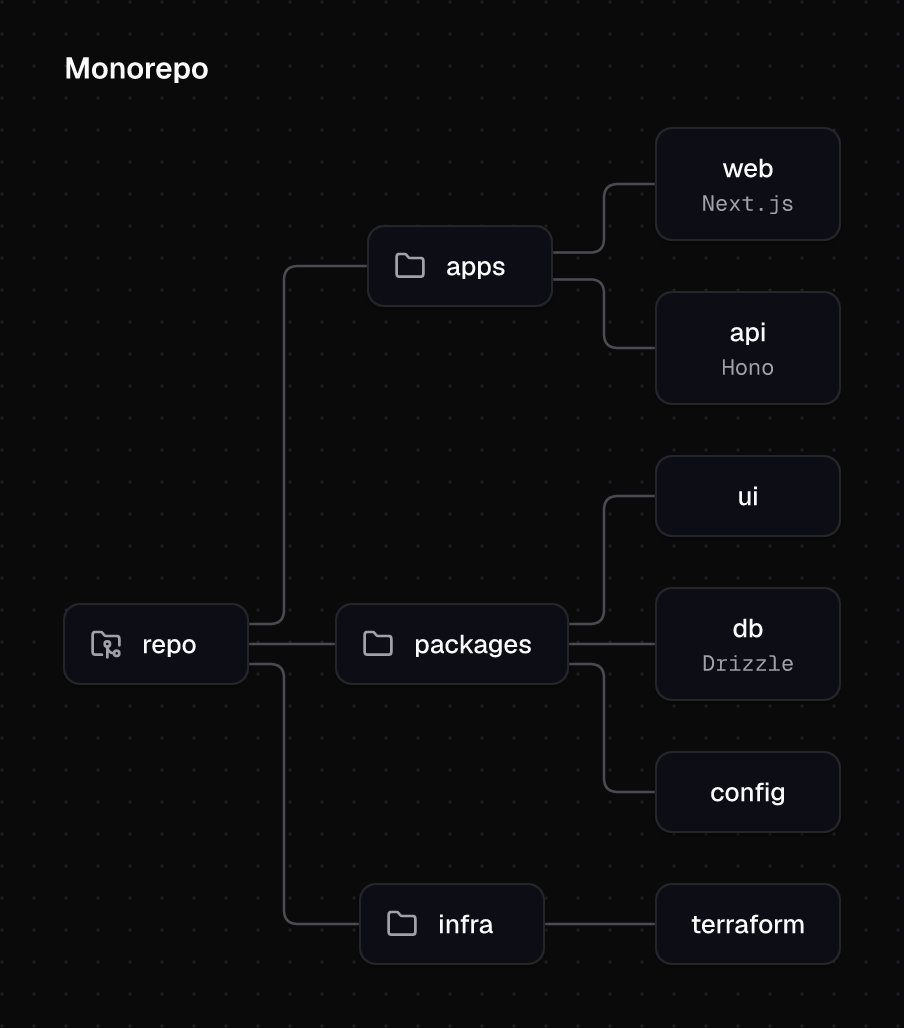 Monorepo
web
Next.js
apps
api
Hono
ui
repo
packages
db
Drizzle
config
infra
terraform